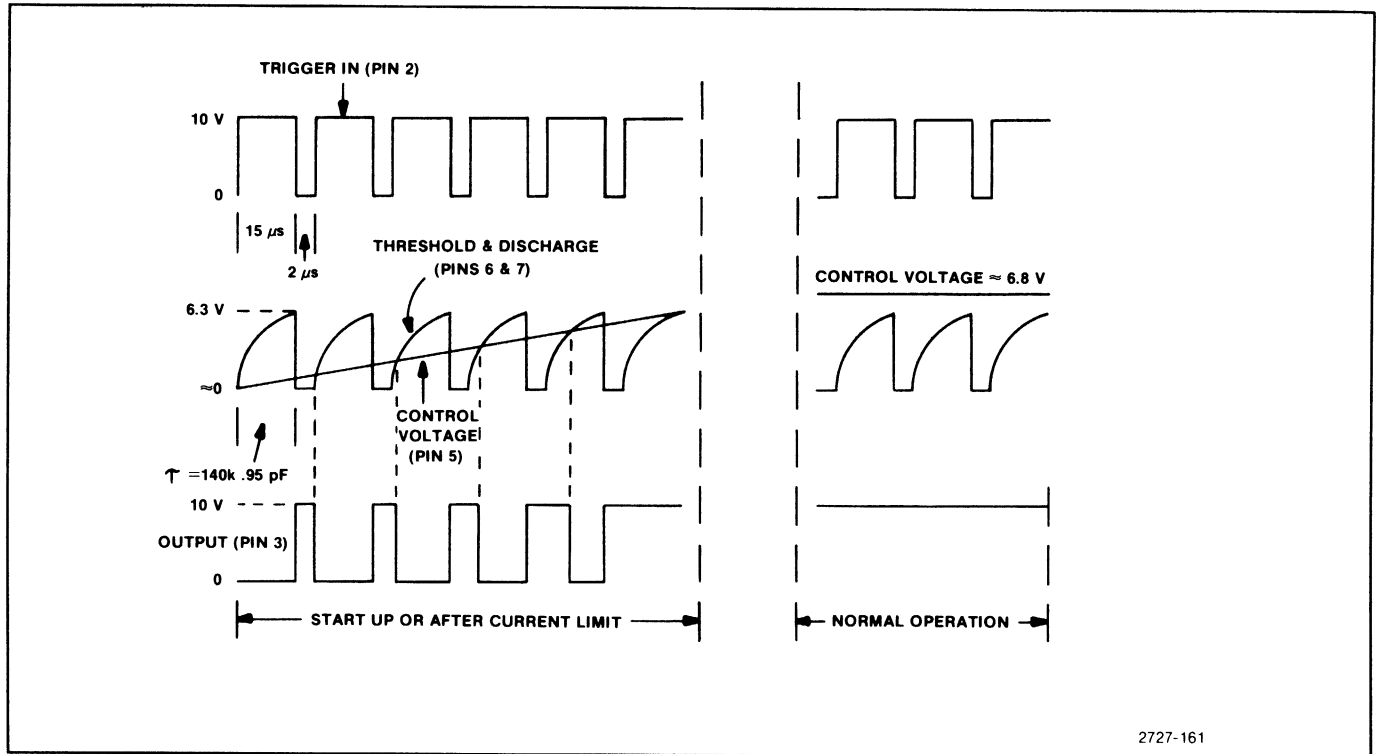 TRIGGER IN (PIN 2)
10 V
0
15 μs
2 μs
THRESHOLD & DISCHARGE
(PINS 6 & 7)
CONTROL VOLTAGE ≈ 6.8 V
6.3 V
≈0
CONTROL
VOLTAGE
(PIN 5)
τ =140k .95 pF
10 V
OUTPUT (PIN 3)
0
START UP OR AFTER CURRENT LIMIT
NORMAL OPERATION
2727-161